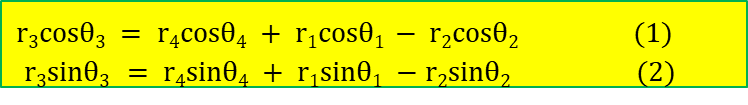 r₃cosθ₃ = r₄cosθ₄ + r₁cosθ₁ − r₂cosθ₂ (1)
r₃sinθ₃ = r₄sinθ₄ + r₁sinθ₁ − r₂sinθ₂ (2)